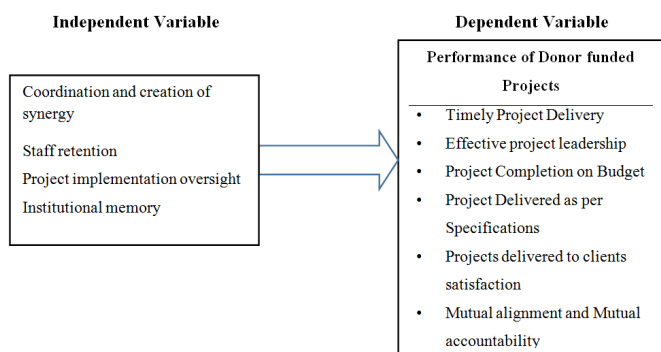 Independent Variable
Coordination and creation of
synergy
Staff retention
Project implementation oversight
Institutional memory
Dependent Variable
Performance of Donor funded
Projects
• Timely Project Delivery
• Effective project leadership
• Project Completion on Budget
• Project Delivered as per
Specifications
• Projects delivered to clients
satisfaction
• Mutual alignment and Mutual
accountability